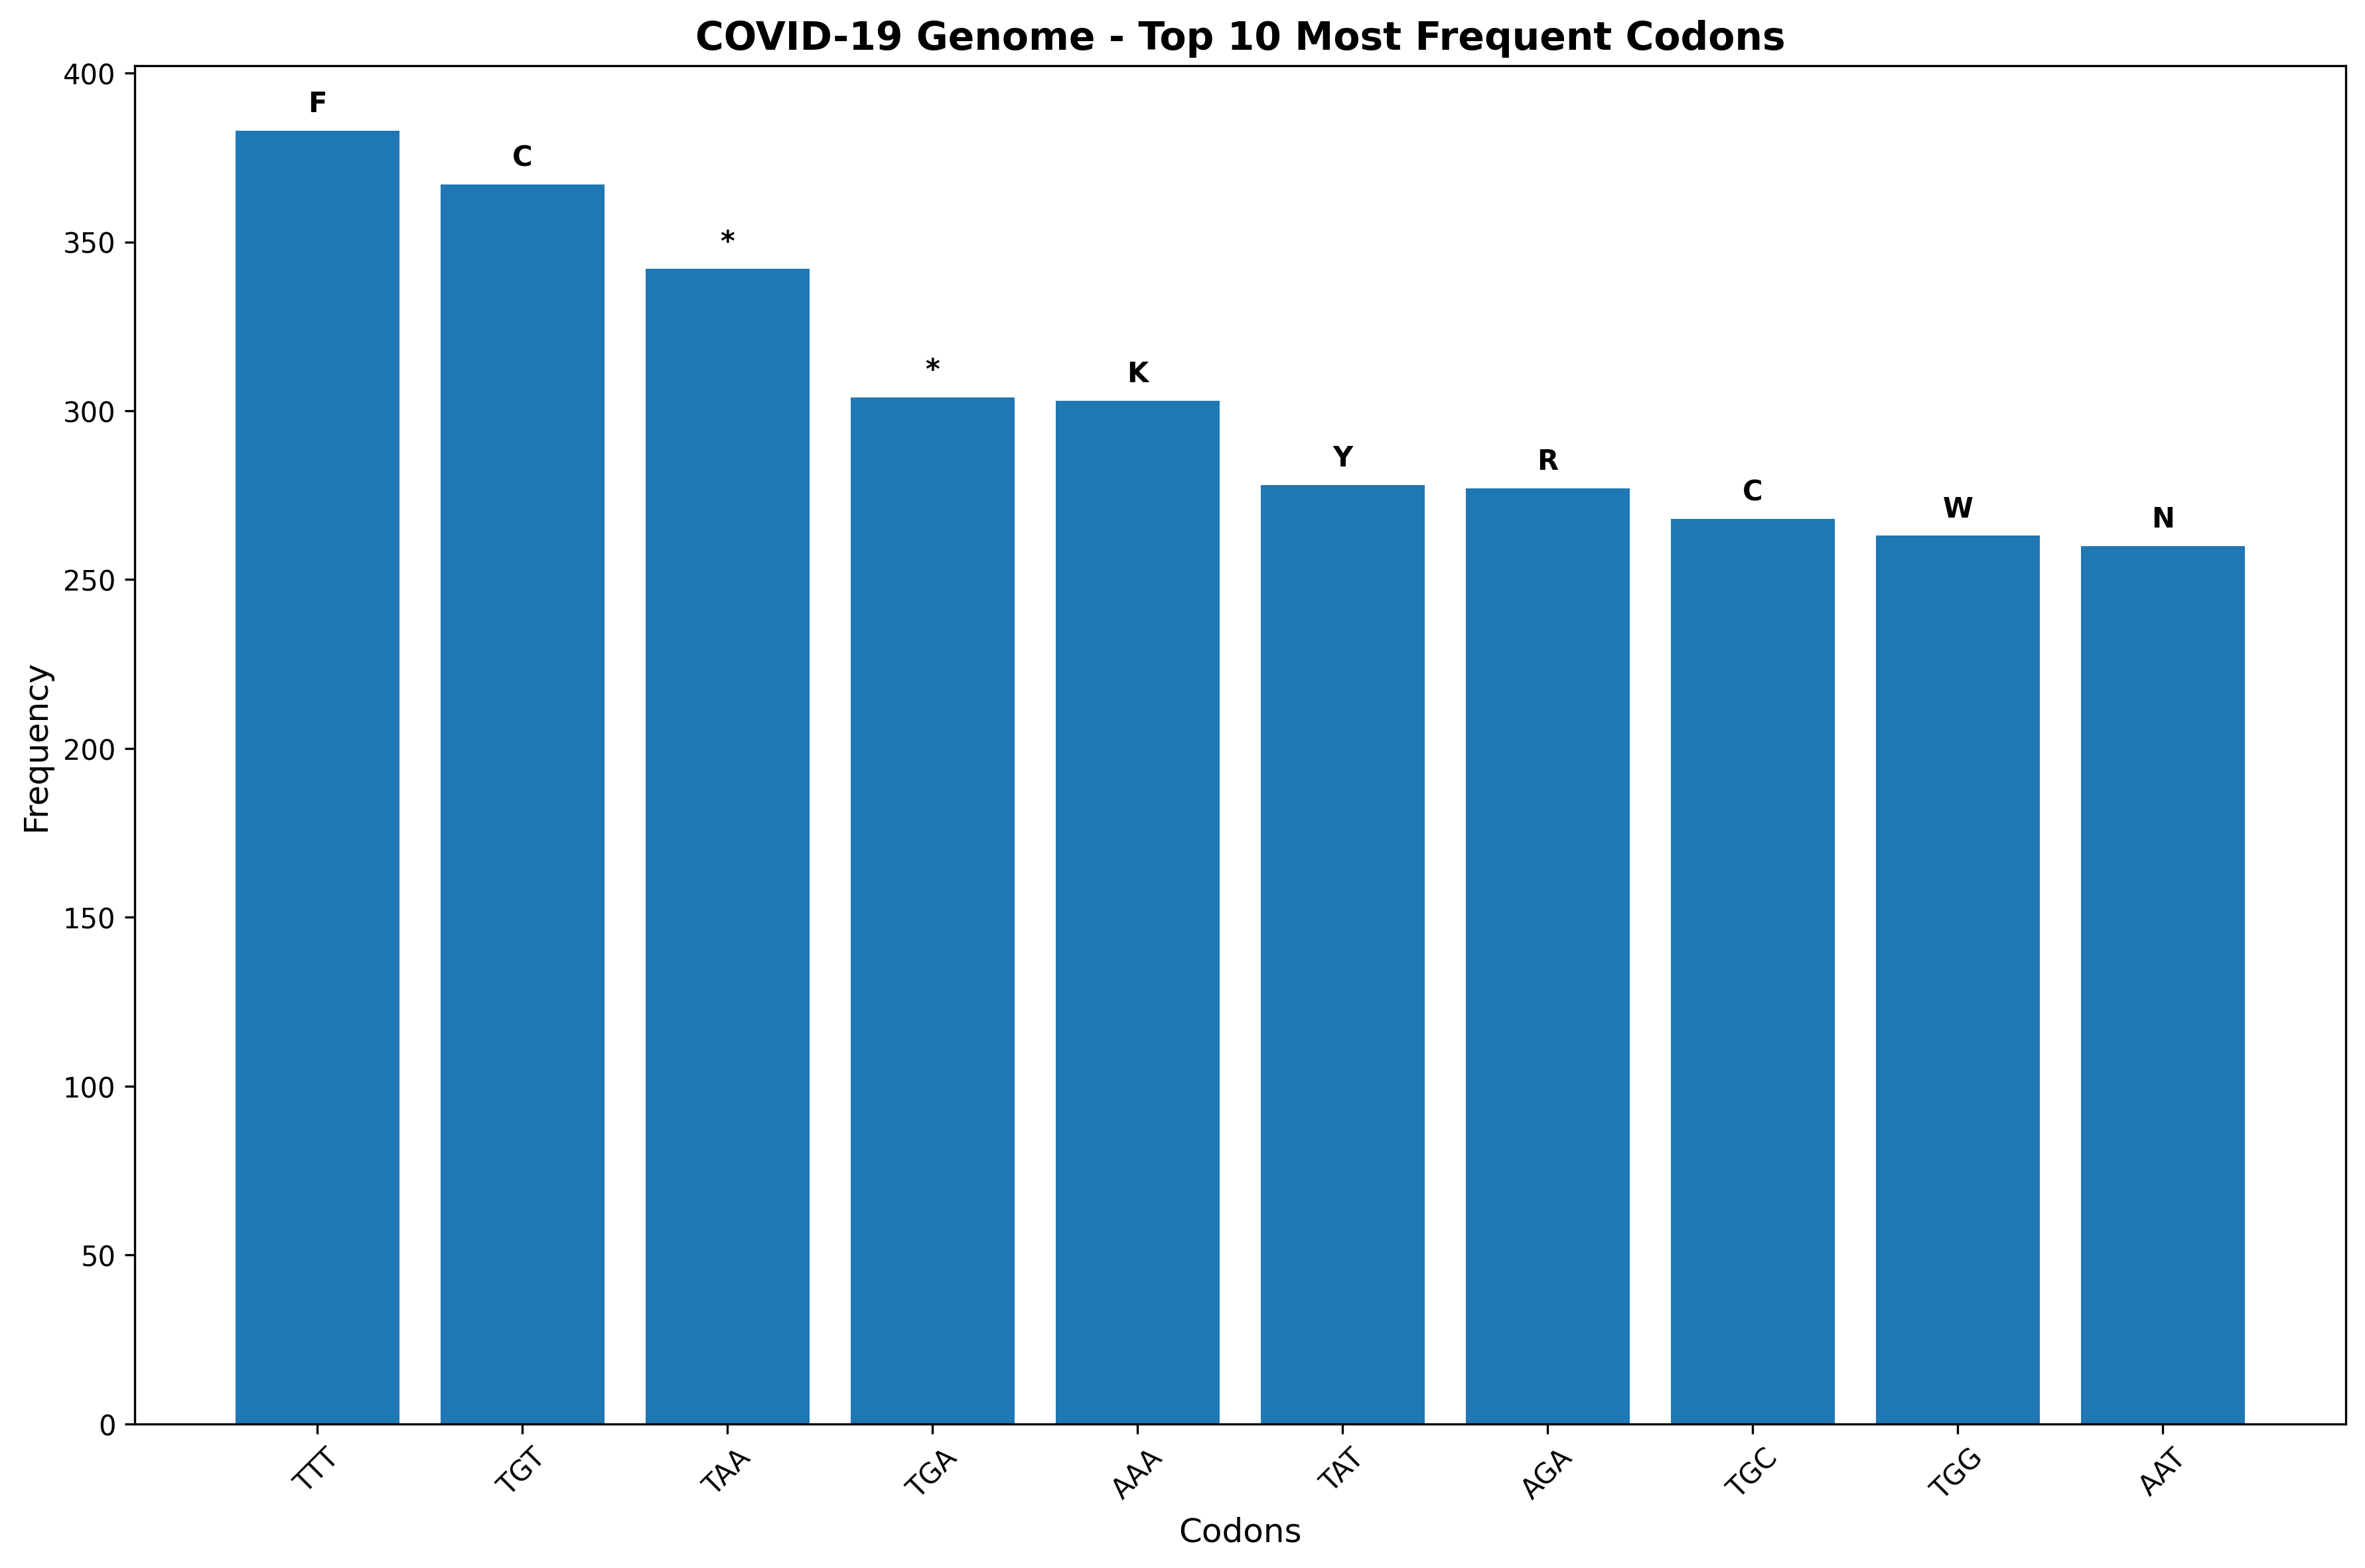 COVID-19 Genome - Top 10 Most Frequent Codons
400
350
300
250
200
150
100
50
0
Frequency
F
C
*
*
K
Y
R
C
W
N
TTT
TGT
TAA
TGA
AAA
TAT
AGA
TGC
TGG
AAT
Codons